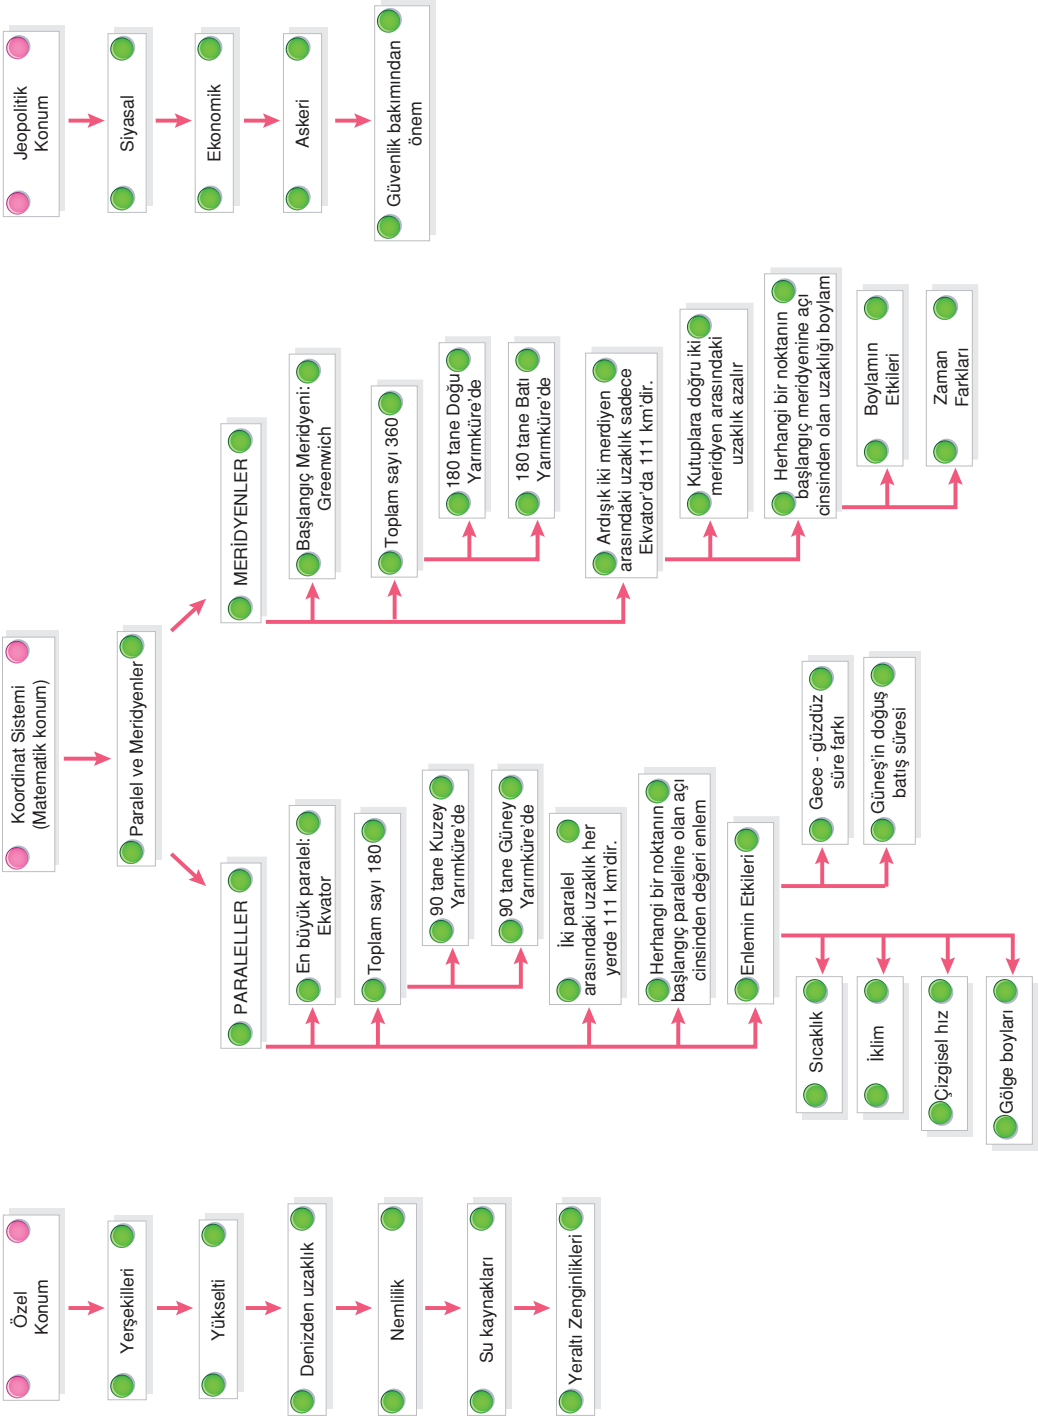 Özel
Konum
Yerşekilleri
Yükselti
Denizden uzaklık
Nemlilik
Su kaynakları
Yeraltı Zenginlikleri
Koordinat Sistemi
(Matematik konum)
Paralel ve Meridyenler
PARALELLER
En büyük paralel:
Ekvator
Toplam sayı 180
90 tane Kuzey
Yarımküre'de
90 tane Güney
Yarımküre'de
İki paralel
arasındaki uzaklık her
yerde 111 km'dir.
Herhangi bir noktanın
başlangıç paraleline olan açı
cinsinden değeri enlem
Enlemin Etkileri
Sıcaklık
İklim
Çizgisel hız
Gölge boyları
Gece - güzdüz
süre farkı
Güneş'in doğuş
batış süresi
MERİDYENLER
Başlangıç Meridyeni:
Greenwich
Toplam sayı 360
180 tane Doğu
Yarımküre'de
180 tane Batı
Yarımküre'de
Ardışık iki merdiyen
arasındaki uzaklık sadece
Ekvator'da 111 km'dir.
Kutuplara doğru iki
meridyen arasındaki
uzaklık azalır
Herhangi bir noktanın
başlangıç meridyenine açı
cinsinden olan uzaklığı boylam
Boylamın
Etkileri
Zaman
Farkları
Jeopolitik
Konum
Siyasal
Ekonomik
Askeri
Güvenlik bakımından
önem